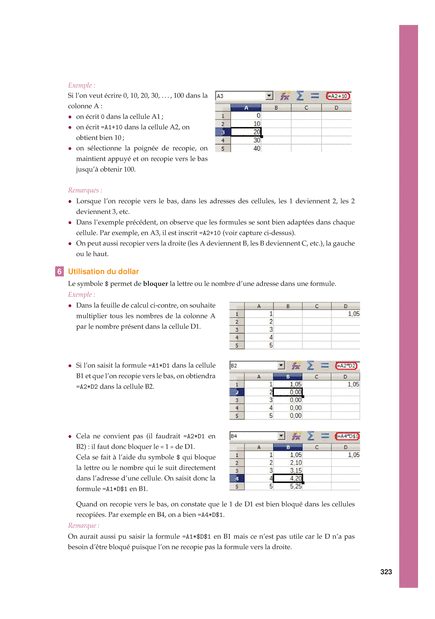 Exemple :
Si l'on veut écrire 0, 10, 20, 30, . . . , 100 dans la
colonne A :
• on écrit 0 dans la cellule A1 ;
• on écrit =A1+10 dans la cellule A2, on
obtient bien 10 ;
• on sélectionne la poignée de recopie, on
maintient appuyé et on recopie vers le bas
jusqu'à obtenir 100.
A3 =A2+10
A B C D
1 0
2 10
3 20
4 30
5 40
Remarques :
• Lorsque l'on recopie vers le bas, dans les adresses des cellules, les 1 deviennent 2, les 2
deviennent 3, etc.
• Dans l'exemple précédent, on observe que les formules se sont bien adaptées dans chaque
cellule. Par exemple, en A3, il est inscrit =A2+10 (voir capture ci-dessus).
• On peut aussi recopier vers la droite (les A deviennent B, les B deviennent C, etc.), la gauche
ou le haut.
6 Utilisation du dollar
Le symbole $ permet de bloquer la lettre ou le nombre d'une adresse dans une formule.
Exemple :
• Dans la feuille de calcul ci-contre, on souhaite
multiplier tous les nombres de la colonne A
par le nombre présent dans la cellule D1.
A B C D
1 1 1,05
2 2
3 3
4 4
5 5
• Si l'on saisit la formule =A1*D1 dans la cellule
B1 et que l'on recopie vers le bas, on obtiendra
=A2*D2 dans la cellule B2.
B2 =A2*D2
A B C D
1 1 1,05 1,05
2 2 0,00
3 3 0,00
4 4 0,00
5 5 0,00
• Cela ne convient pas (il faudrait =A2*D1 en
B2) : il faut donc bloquer le « 1 » de D1.
Cela se fait à l'aide du symbole $ qui bloque
la lettre ou le nombre qui le suit directement
dans l'adresse d'une cellule. On saisit donc la
formule =A1*D$1 en B1.
B4 =A4*D$1
A B C D
1 1 1,05 1,05
2 2 2,10
3 3 3,15
4 4 4,20
5 5 5,25
Quand on recopie vers le bas, on constate que le 1 de D1 est bien bloqué dans les cellules
recopiées. Par exemple en B4, on a bien =A4*D$1.
Remarque :
On aurait aussi pu saisir la formule =A1*$D$1 en B1 mais ce n'est pas utile car le D n'a pas
besoin d'être bloqué puisque l'on ne recopie pas la formule vers la droite.
323